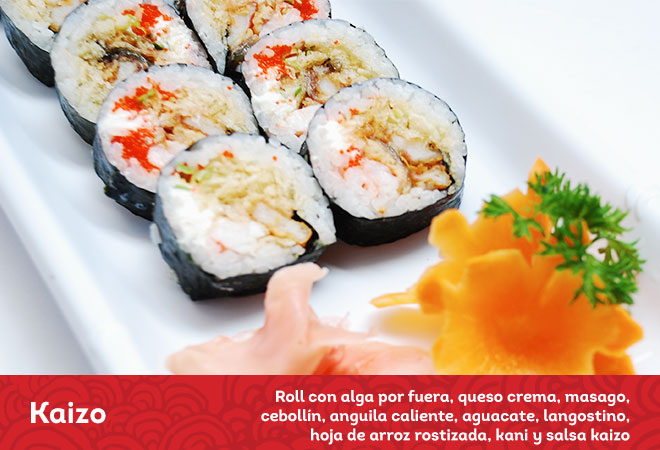 Kaizo
Roll con alga por fuera, queso crema, masago,
cebollín, anguila caliente, aguacate, langostino,
hoja de arroz rostizada, kani y salsa kaizo